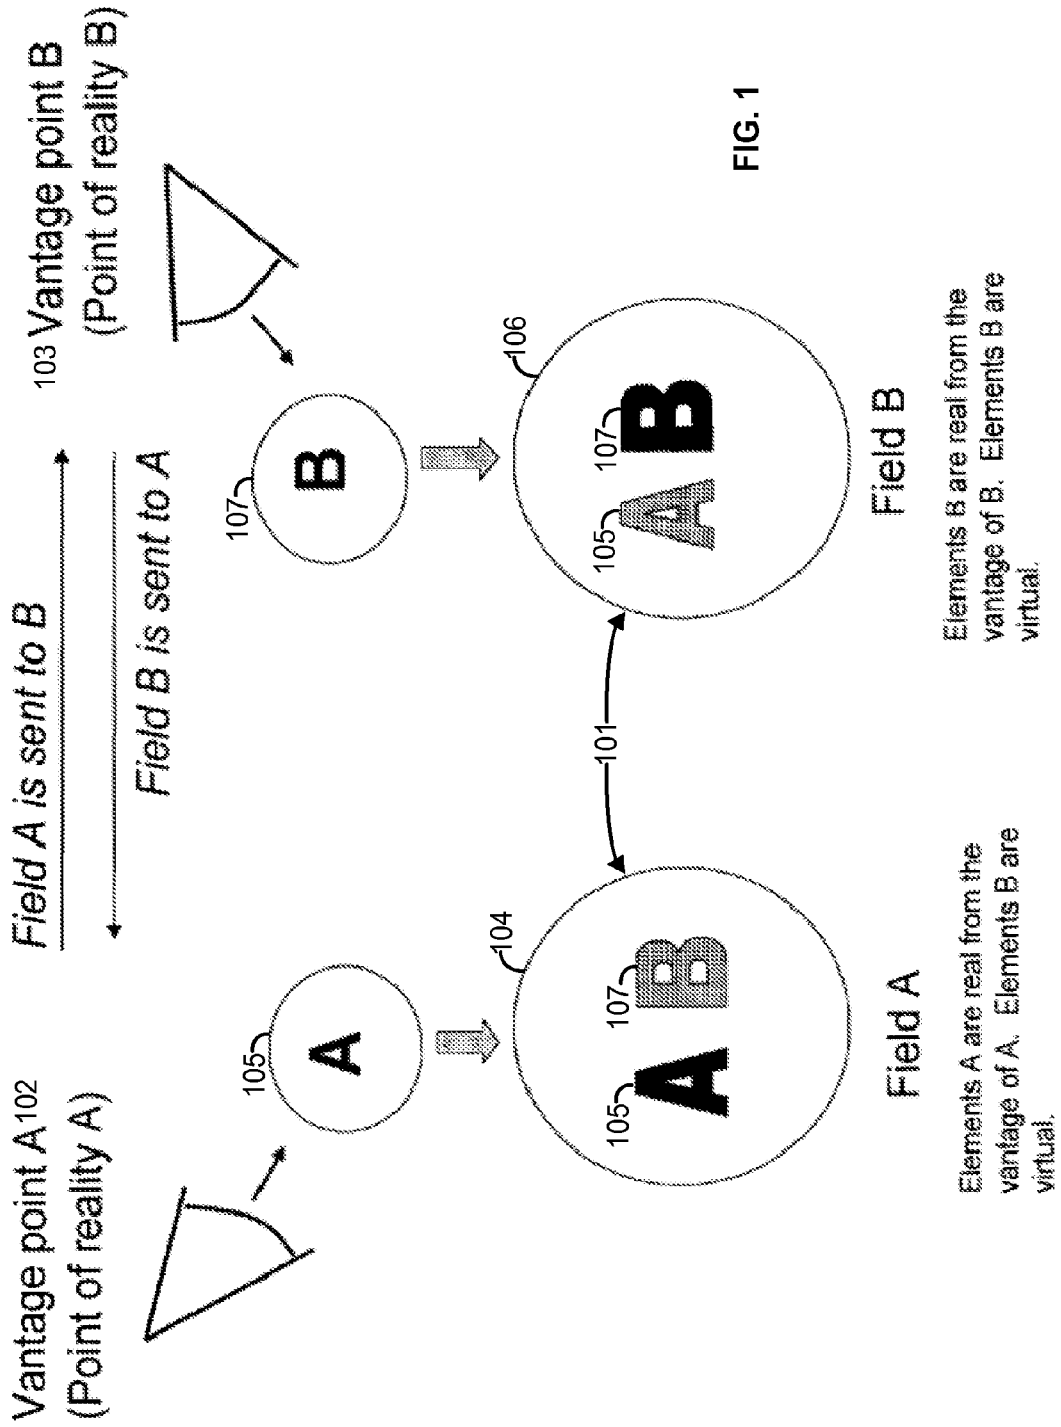 Vantage point A 102
(Point of reality A)
Field A is sent to B
Field B is sent to A
103 Vantage point B
(Point of reality B)
105
A
107
B
104
105
107
A B
101
106
105
107
A B
Field A
Field B
Elements A are real from the
vantage of A. Elements B are
virtual.
Elements B are real from the
vantage of B. Elements B are
virtual.
FIG. 1